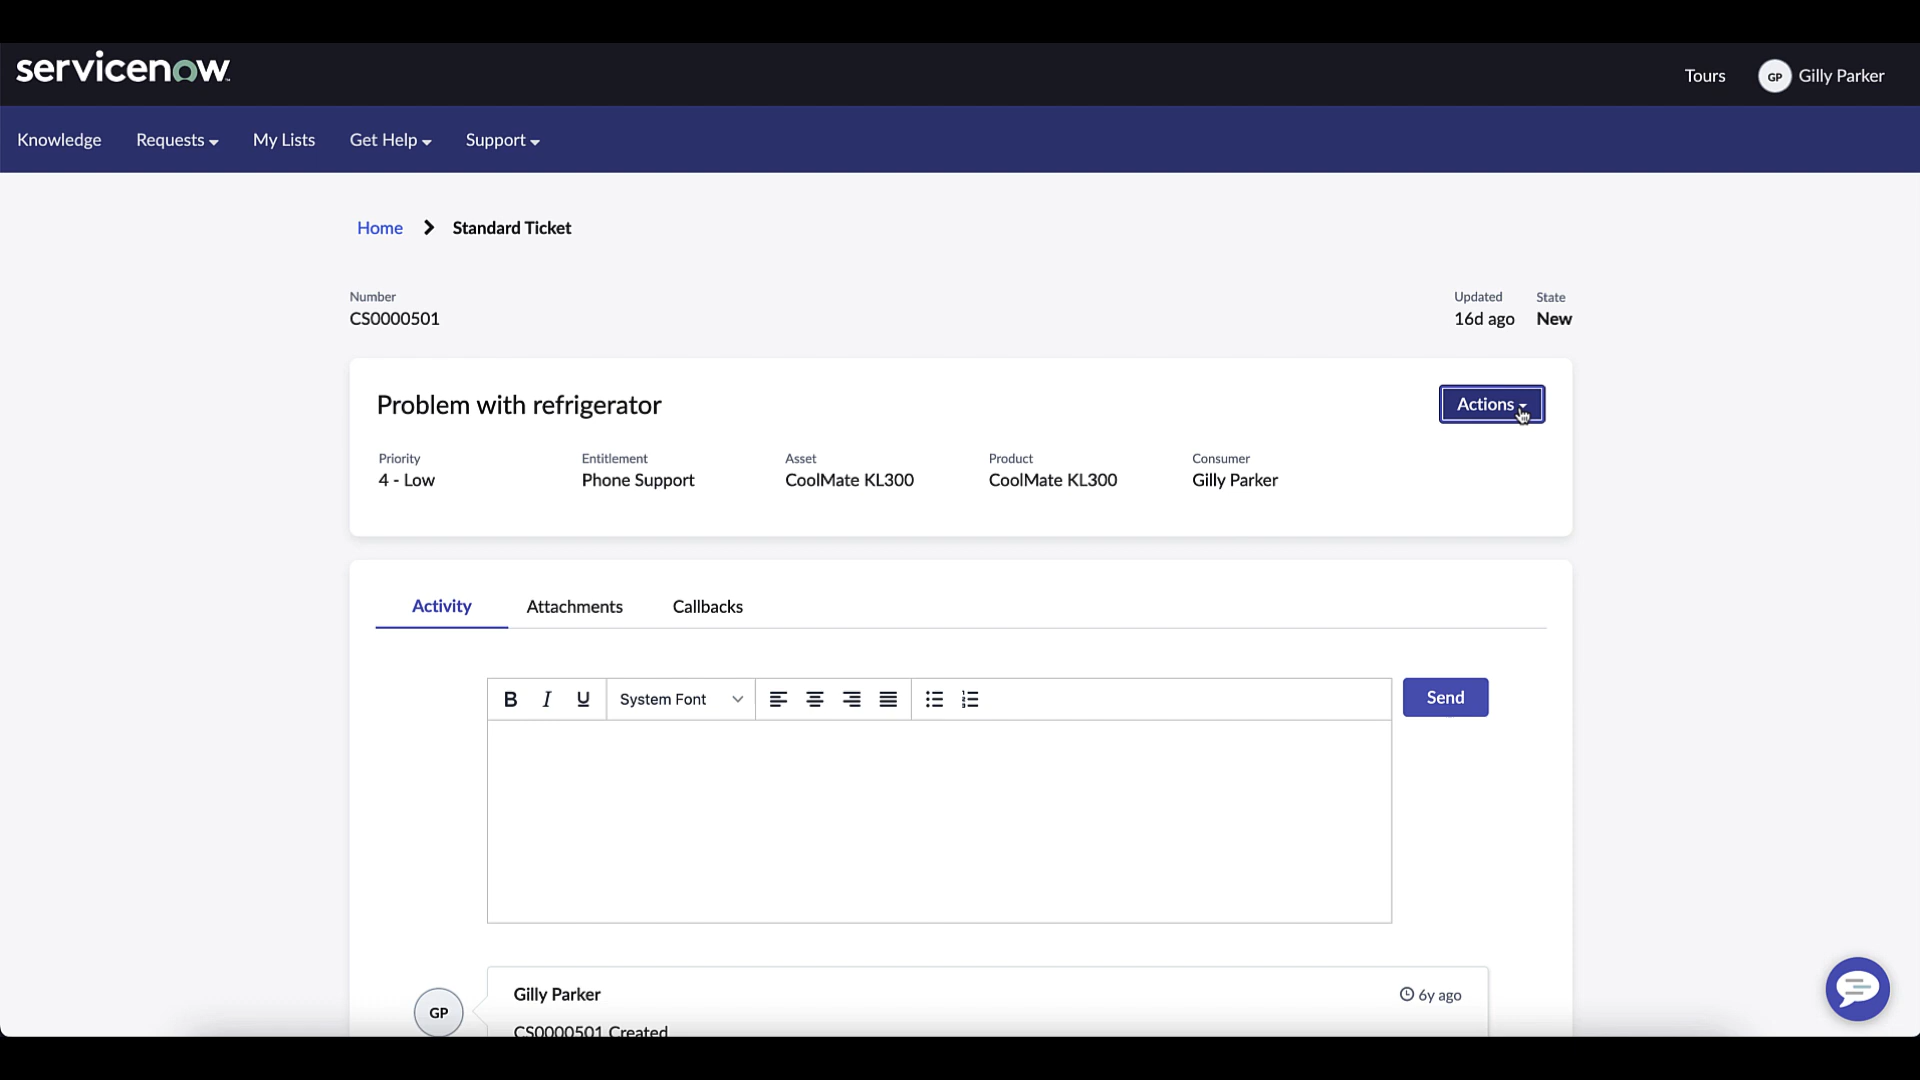 servicenow
Tours
GP
Gilly Parker
Knowledge
Requests
My Lists
Get Help
Support
Home
Standard Ticket
Number
CS0000501
Updated
16d ago
State
New
Problem with refrigerator
Actions
Priority
4 - Low
Entitlement
Phone Support
Asset
CoolMate KL300
Product
CoolMate KL300
Consumer
Gilly Parker
Activity
Attachments
Callbacks
B I U
System Font
Send
GP
Gilly Parker
6y ago
CS0000501 Created